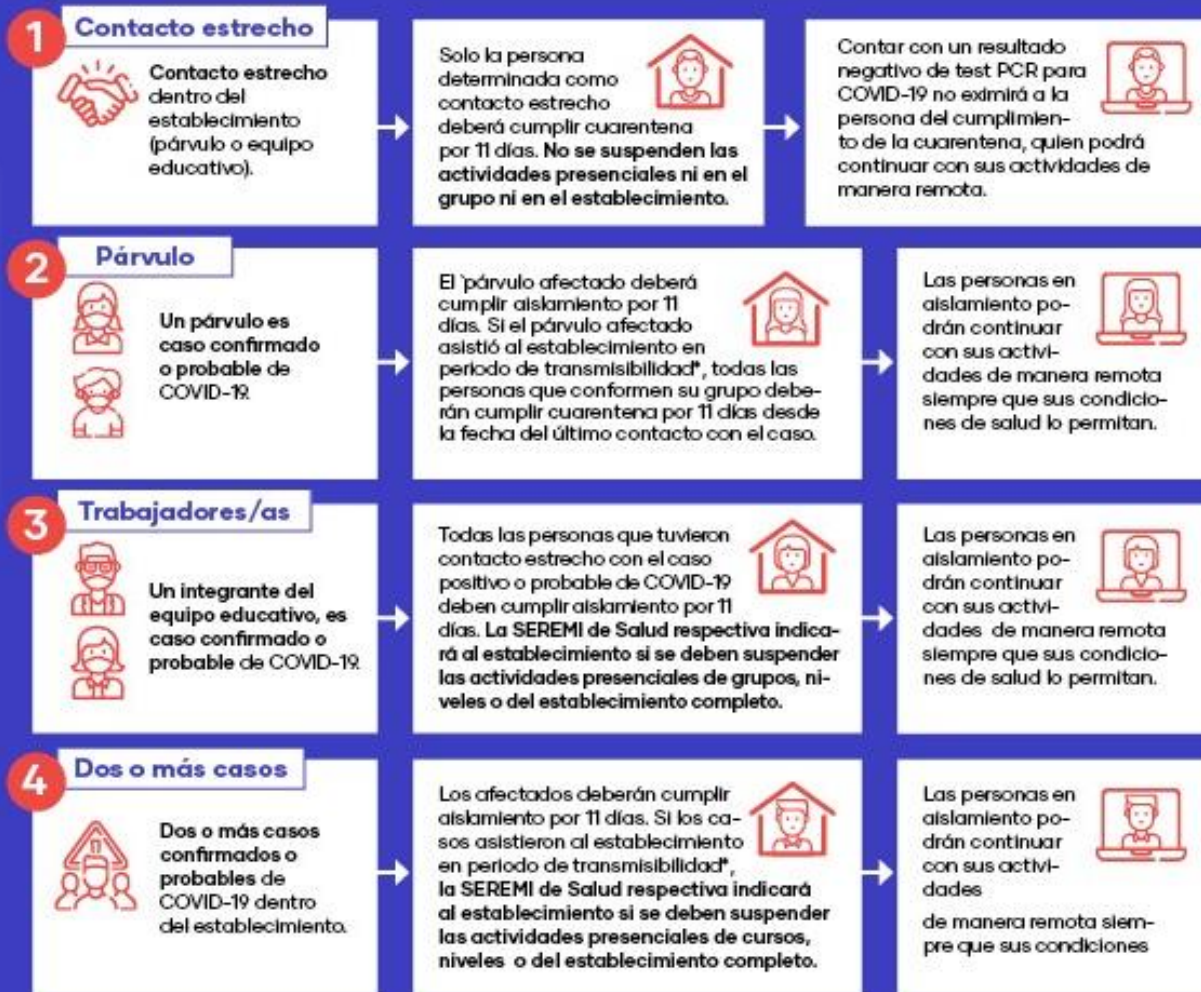 1
Contacto estrecho
Contacto estrecho
dentro del
establecimiento
(párvulo o equipo
educativo).
Solo la persona
determinada como
contacto estrecho
deberá cumplir cuarentena
por 11 días. No se suspenden las
actividades presenciales ni en el
grupo ni en el establecimiento.
Contar con un resultado
negativo de test PCR para
COVID-19 no eximirá a la
persona del cumplimien-
to de la cuarentena, quien podrá
continuar con sus actividades de
manera remota.
2
Párvulo
Un párvulo es
caso confirmado
o probable de
COVID-19.
El `párvulo afectado deberá
cumplir aislamiento por 11
días. Si el párvulo afectado
asistió al establecimiento en
periodo de transmisibilidad*, todas las
personas que conformen su grupo debe-
rán cumplir cuarentena por 11 días desde
la fecha del último contacto con el caso.
Las personas en
aislamiento po-
drán continuar
con sus activi-
dades de manera remota
siempre que sus condicio-
nes de salud lo permitan.
3
Trabajadores/as
Un integrante del
equipo educativo, es
caso confirmado o
probable de COVID-19.
Todas las personas que tuvieron
contacto estrecho con el caso
positivo o probable de COVID-19
deben cumplir aislamiento por 11
días. La SEREMI de Salud respectiva indica-
rá al establecimiento si se deben suspender
las actividades presenciales de grupos, ni-
veles o del establecimiento completo.
Las personas en
aislamiento po-
drán continuar
con sus activi-
dades de manera remota
siempre que sus condicio-
nes de salud lo permitan.
4
Dos o más casos
Dos o más casos
confirmados o
probables de
COVID-19 dentro
del establecimiento.
Los afectados deberán cumplir
aislamiento por 11 días. Si los ca-
sos asistieron al establecimiento
en periodo de transmisibilidad*,
la SEREMI de Salud respectiva indicará
al establecimiento si se deben suspender
las actividades presenciales de cursos,
niveles o del establecimiento completo.
Las personas en
aislamiento po-
drán continuar
con sus activi-
dades
de manera remota siem-
pre que sus condiciones